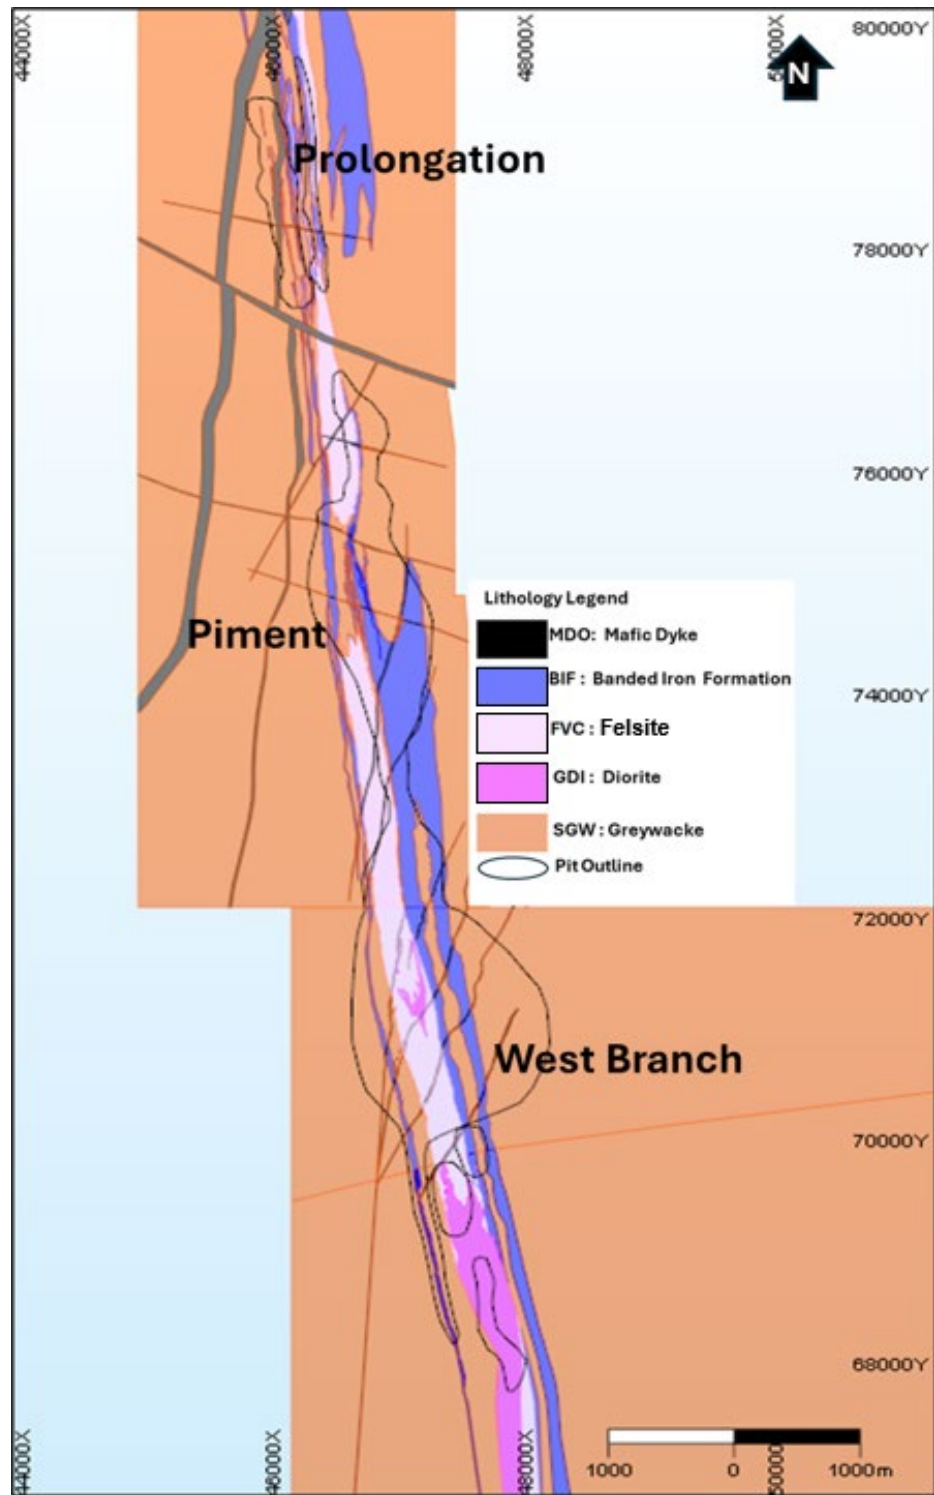 44000X
46000X
48000X
50000X
80000Y
N
Prolongation
78000Y
76000Y
Lithology Legend
Piment
MDO: Mafic Dyke
BIF : Banded Iron Formation
74000Y
FVC : Felsite
GDI : Diorite
SGW : Greywacke
Pit Outline
72000Y
West Branch
70000Y
68000Y
44000X
46000X
48000X
50000X
1000 0 1000m